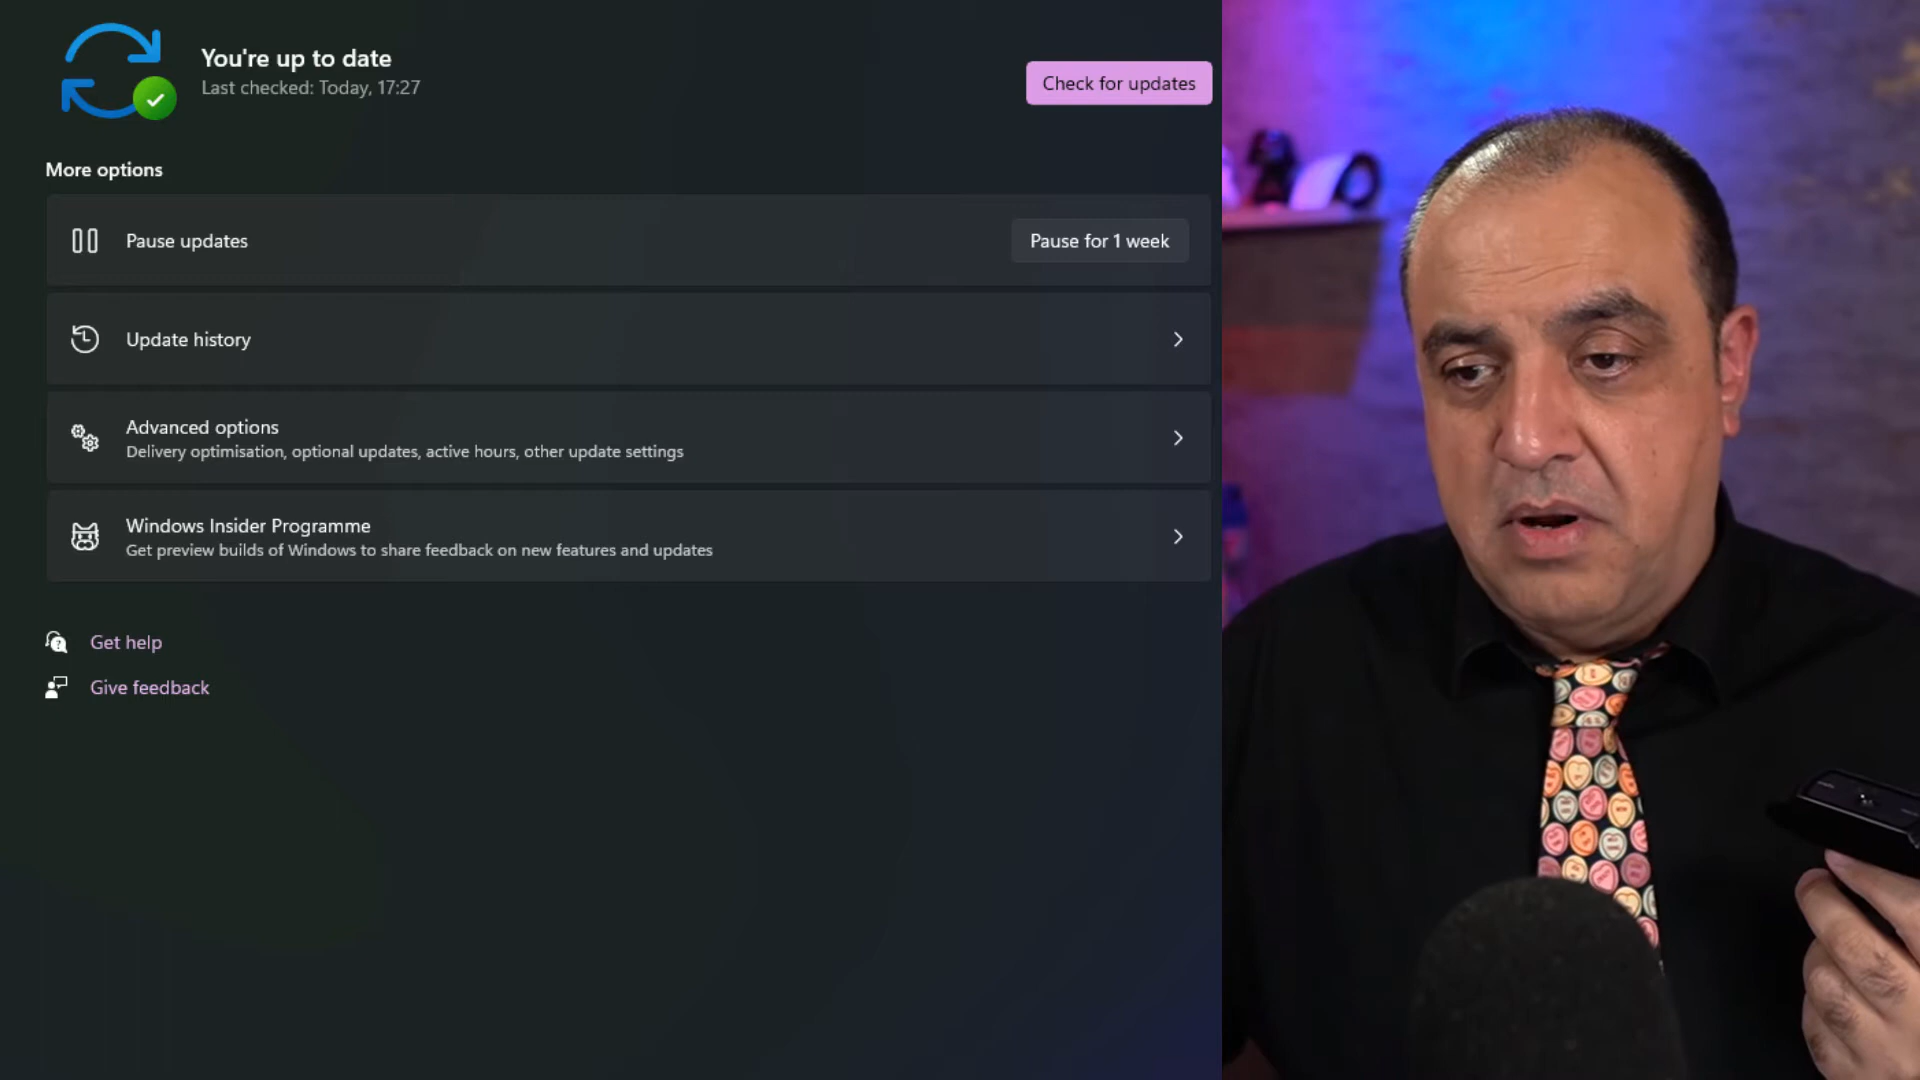 You're up to date
Last checked: Today, 17:27
Check for updates
More options
Pause updates
Pause for 1 week
Update history
Advanced options
Delivery optimisation, optional updates, active hours, other update settings
Windows Insider Programme
Get preview builds of Windows to share feedback on new features and updates
Get help
Give feedback